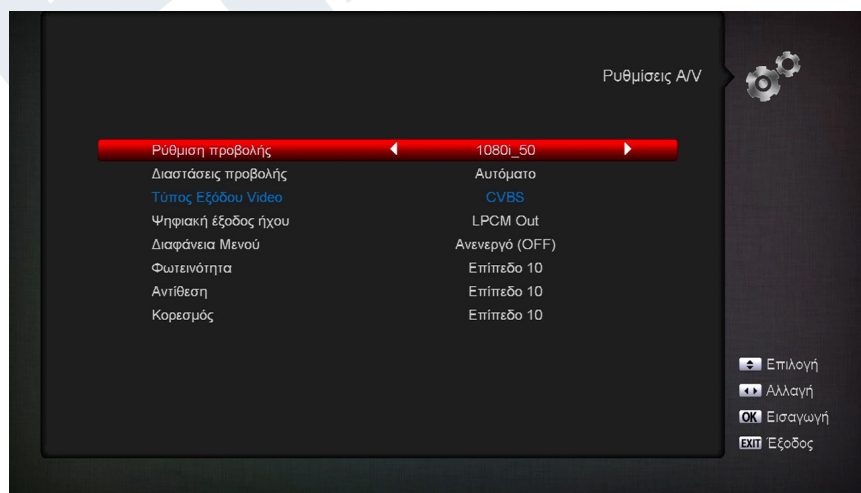 Ρυθμίσεις A/V
Ρύθμιση προβολής 1080i_50
Διαστάσεις προβολής Αυτόματο
Τύπος Εξόδου Video CVBS
Ψηφιακή έξοδος ήχου LPCM Out
Διαφάνεια Μενού Ανενεργό (OFF)
Φωτεινότητα Επίπεδο 10
Αντίθεση Επίπεδο 10
Κορεσμός Επίπεδο 10
Επιλογή
Αλλαγή
OK Εισαγωγή
EXIT Έξοδος